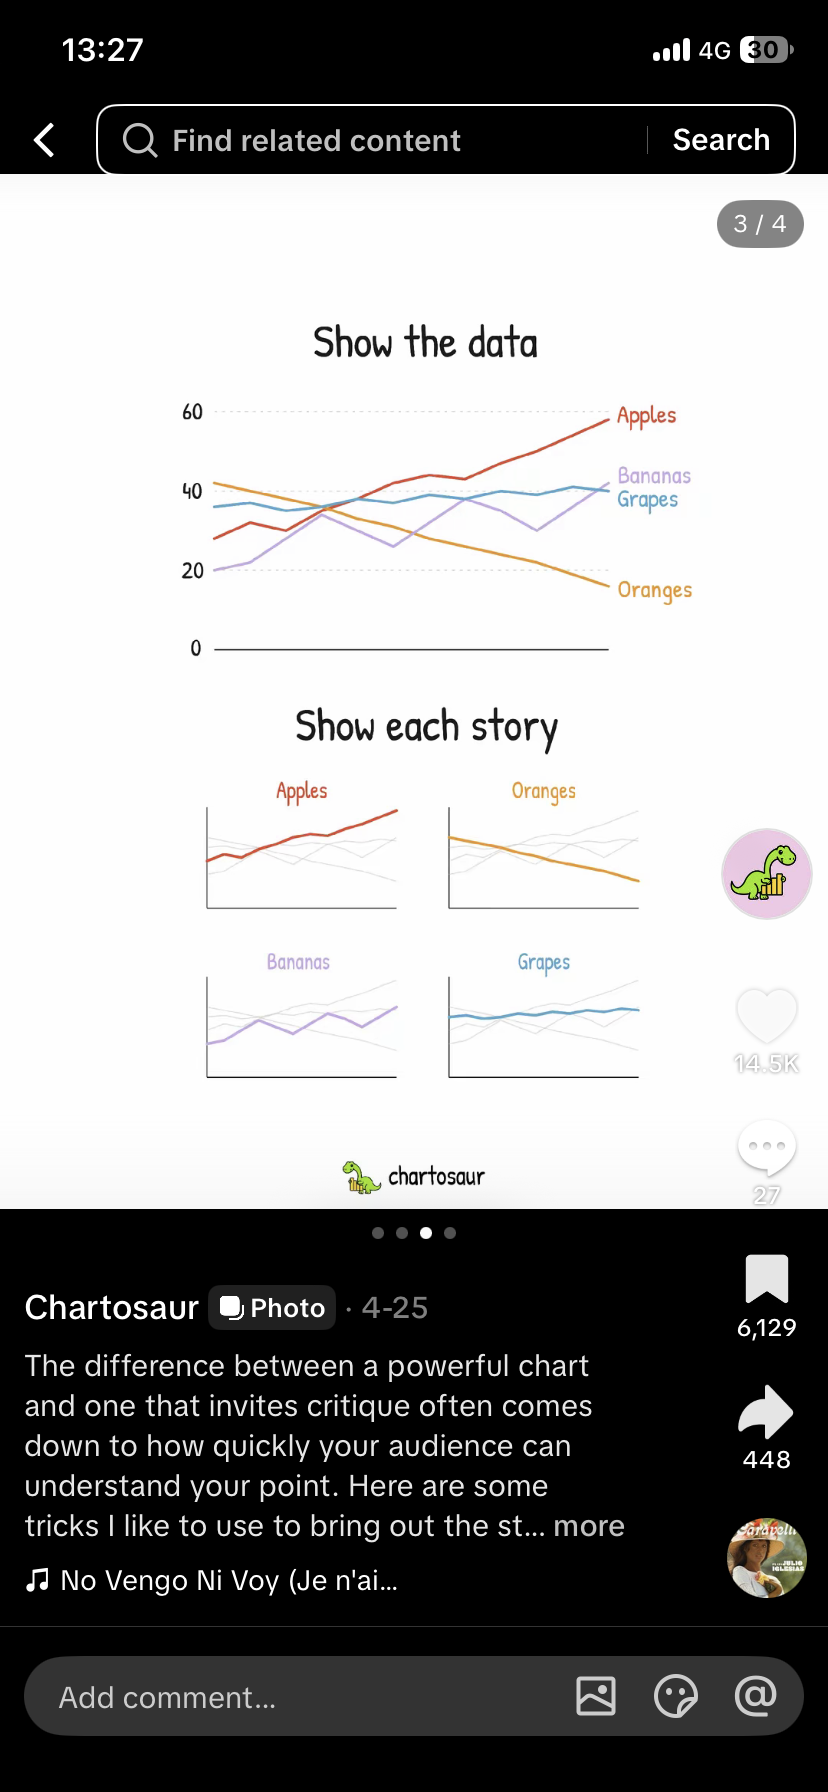 13:27
4G 30
Find related content
Search
3 / 4
Show the data
60
Apples
40
Bananas
Grapes
20
Oranges
0
Show each story
Apples
Oranges
Bananas
Grapes
14.5K
chartosaur
27
Chartosaur Photo · 4-25
6,129
The difference between a powerful chart
and one that invites critique often comes
down to how quickly your audience can
understand your point. Here are some
tricks I like to use to bring out the st... more
448
No Vengo Ni Voy (Je n'ai...
JULIO
IGLESIAS
Add comment...